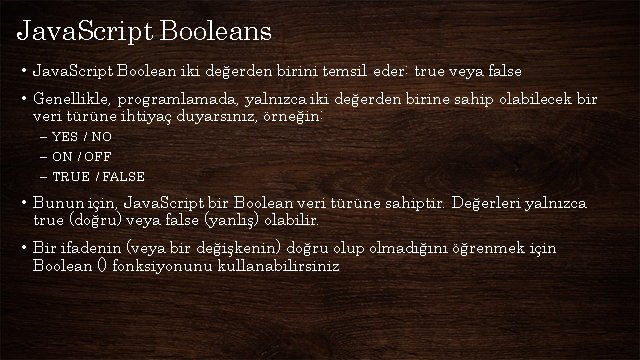 JavaScript Booleans
• JavaScript Boolean iki değerden birini temsil eder: true veya false
• Genellikle, programlamada, yalnızca iki değerden birine sahip olabilecek bir
veri türüne ihtiyaç duyarsınız, örneğin:
– YES / NO
– ON / OFF
– TRUE / FALSE
• Bunun için, JavaScript bir Boolean veri türüne sahiptir. Değerleri yalnızca
true (doğru) veya false (yanlış) olabilir.
• Bir ifadenin (veya bir değişkenin) doğru olup olmadığını öğrenmek için
Boolean () fonksiyonunu kullanabilirsiniz